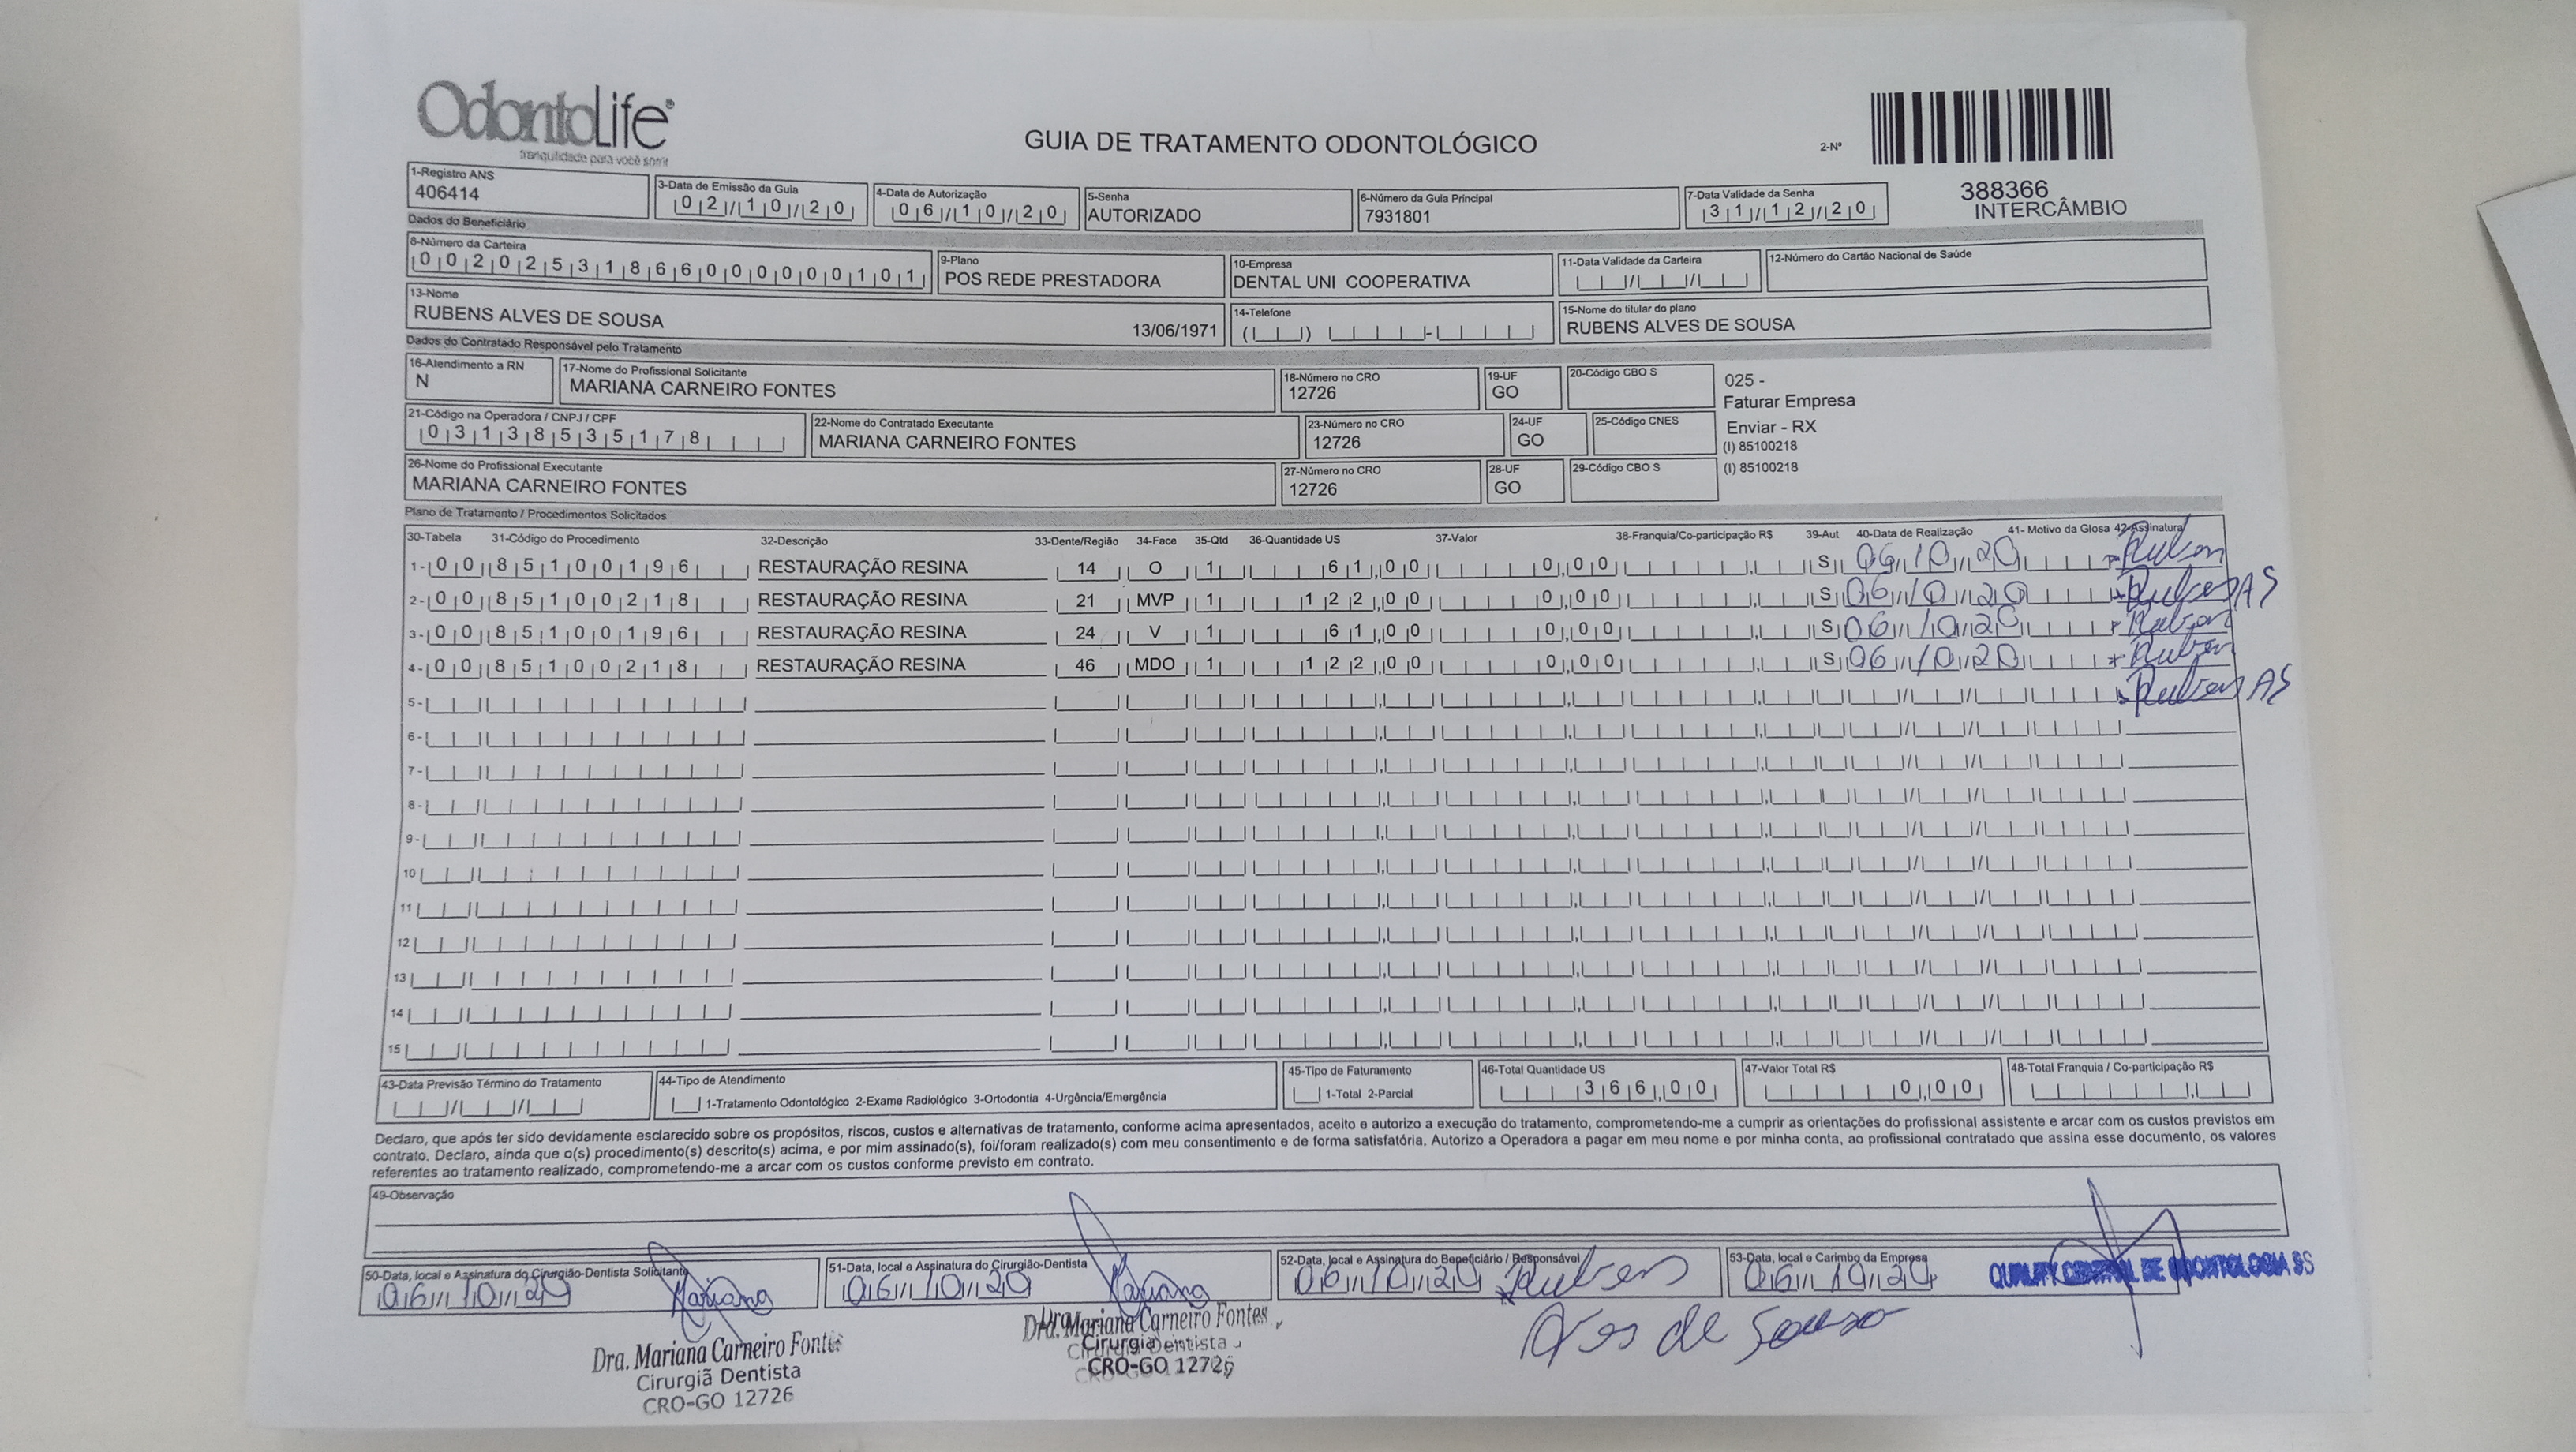 OdontoLife®
tranquilidade para você sorrir
GUIA DE TRATAMENTO ODONTOLÓGICO
2-Nº
388366
INTERCÂMBIO
1-Registro ANS
406414
3-Data de Emissão da Guia
02/10/20
4-Data de Autorização
06/10/20
5-Senha
AUTORIZADO
6-Número da Guia Principal
7931801
7-Data Validade da Senha
31/12/20
Dados do Beneficiário
8-Número da Carteira
00202531866000000101
9-Plano
POS REDE PRESTADORA
10-Empresa
DENTAL UNI COOPERATIVA
11-Data Validade da Carteira
12-Número do Cartão Nacional de Saúde
13-Nome
RUBENS ALVES DE SOUSA 13/06/1971
14-Telefone
15-Nome do titular do plano
RUBENS ALVES DE SOUSA
Dados do Contratado Responsável pelo Tratamento
16-Atendimento a RN
N
17-Nome do Profissional Solicitante
MARIANA CARNEIRO FONTES
18-Número no CRO
12726
19-UF
GO
20-Código CBO S
025 -
Faturar Empresa
Enviar - RX
(I) 85100218
(I) 85100218
21-Código na Operadora / CNPJ / CPF
03138535178
22-Nome do Contratado Executante
MARIANA CARNEIRO FONTES
23-Número no CRO
12726
24-UF
GO
25-Código CNES
26-Nome do Profissional Executante
MARIANA CARNEIRO FONTES
27-Número no CRO
12726
28-UF
GO
29-Código CBO S
Plano de Tratamento / Procedimentos Solicitados
30-Tabela 31-Código do Procedimento 32-Descrição 33-Dente/Região 34-Face 35-Qtd 36-Quantidade US 37-Valor 38-Franquia/Co-participação R$ 39-Aut 40-Data de Realização 41- Motivo da Glosa 42-Assinatura
1- 00 85100196 RESTAURAÇÃO RESINA 14 O 1 61,00 0,00 S 06/10/20 Ruben
2- 00 85100218 RESTAURAÇÃO RESINA 21 MVP 1 122,00 0,00 S 06/10/20 Rubens AS
3- 00 85100196 RESTAURAÇÃO RESINA 24 V 1 61,00 0,00 S 06/10/20 Ruben
4- 00 85100218 RESTAURAÇÃO RESINA 46 MDO 1 122,00 0,00 S 06/10/20 Ruben
5- Rubens AS
6-
7-
8-
9-
10
11
12
13
14
15
43-Data Previsão Término do Tratamento
44-Tipo de Atendimento
1-Tratamento Odontológico 2-Exame Radiológico 3-Ortodontia 4-Urgência/Emergência
45-Tipo de Faturamento
1-Total 2-Parcial
46-Total Quantidade US
366,00
47-Valor Total R$
0,00
48-Total Franquia / Co-participação R$
Declaro, que após ter sido devidamente esclarecido sobre os propósitos, riscos, custos e alternativas de tratamento, conforme acima apresentados, aceito e autorizo a execução do tratamento, comprometendo-me a cumprir as orientações do profissional assistente e arcar com os custos previstos em
contrato. Declaro, ainda que o(s) procedimento(s) descrito(s) acima, e por mim assinado(s), foi/foram realizado(s) com meu consentimento e de forma satisfatória. Autorizo a Operadora a pagar em meu nome e por minha conta, ao profissional contratado que assina esse documento, os valores
referentes ao tratamento realizado, comprometendo-me a arcar com os custos conforme previsto em contrato.
49-Observação
50-Data, local e Assinatura do Cirurgião-Dentista Solicitante
06/10/20 Mariana
51-Data, local e Assinatura do Cirurgião-Dentista
06/10/20 Mariana
52-Data, local e Assinatura do Beneficiário / Responsável
06/10/20 Rubens
de Sousa
53-Data, local e Carimbo da Empresa
06/10/20
QUALITY CENTRAL DE ODONTOLOGIA SS
Dra. Mariana Carneiro Fontes
Cirurgiã Dentista
CRO-GO 12726
Dra. Mariana Carneiro Fontes
Cirurgiã Dentista
CRO-GO 12726